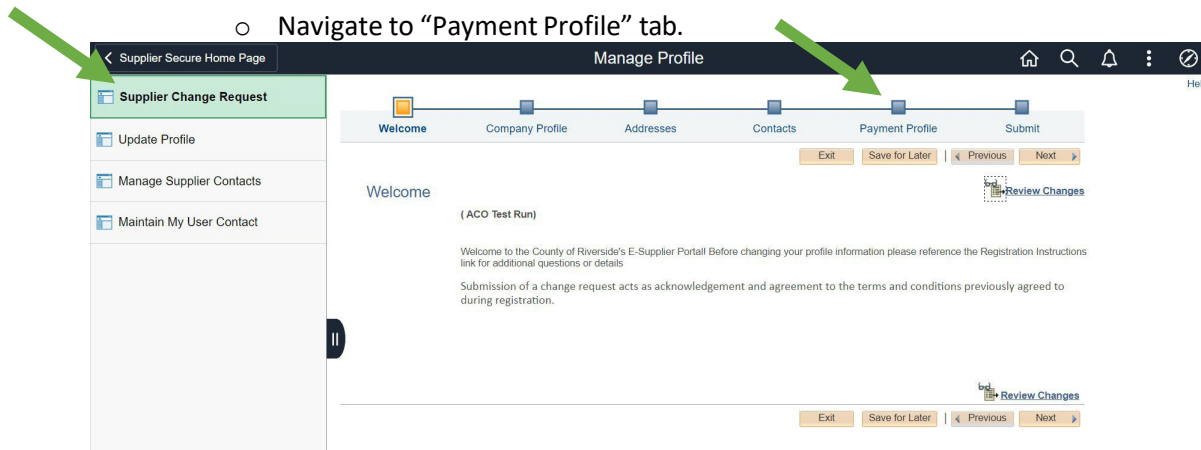 o Navigate to “Payment Profile” tab.
Supplier Secure Home Page
Manage Profile
Hel
Supplier Change Request
Update Profile
Manage Supplier Contacts
Maintain My User Contact
Welcome Company Profile Addresses Contacts Payment Profile Submit
Exit Save for Later | Previous Next
Welcome
Review Changes
( ACO Test Run)
Welcome to the County of Riverside's E-Supplier Portall Before changing your profile information please reference the Registration Instructions
link for additional questions or details
Submission of a change request acts as acknowledgement and agreement to the terms and conditions previously agreed to
during registration.
Review Changes
Exit Save for Later | Previous Next